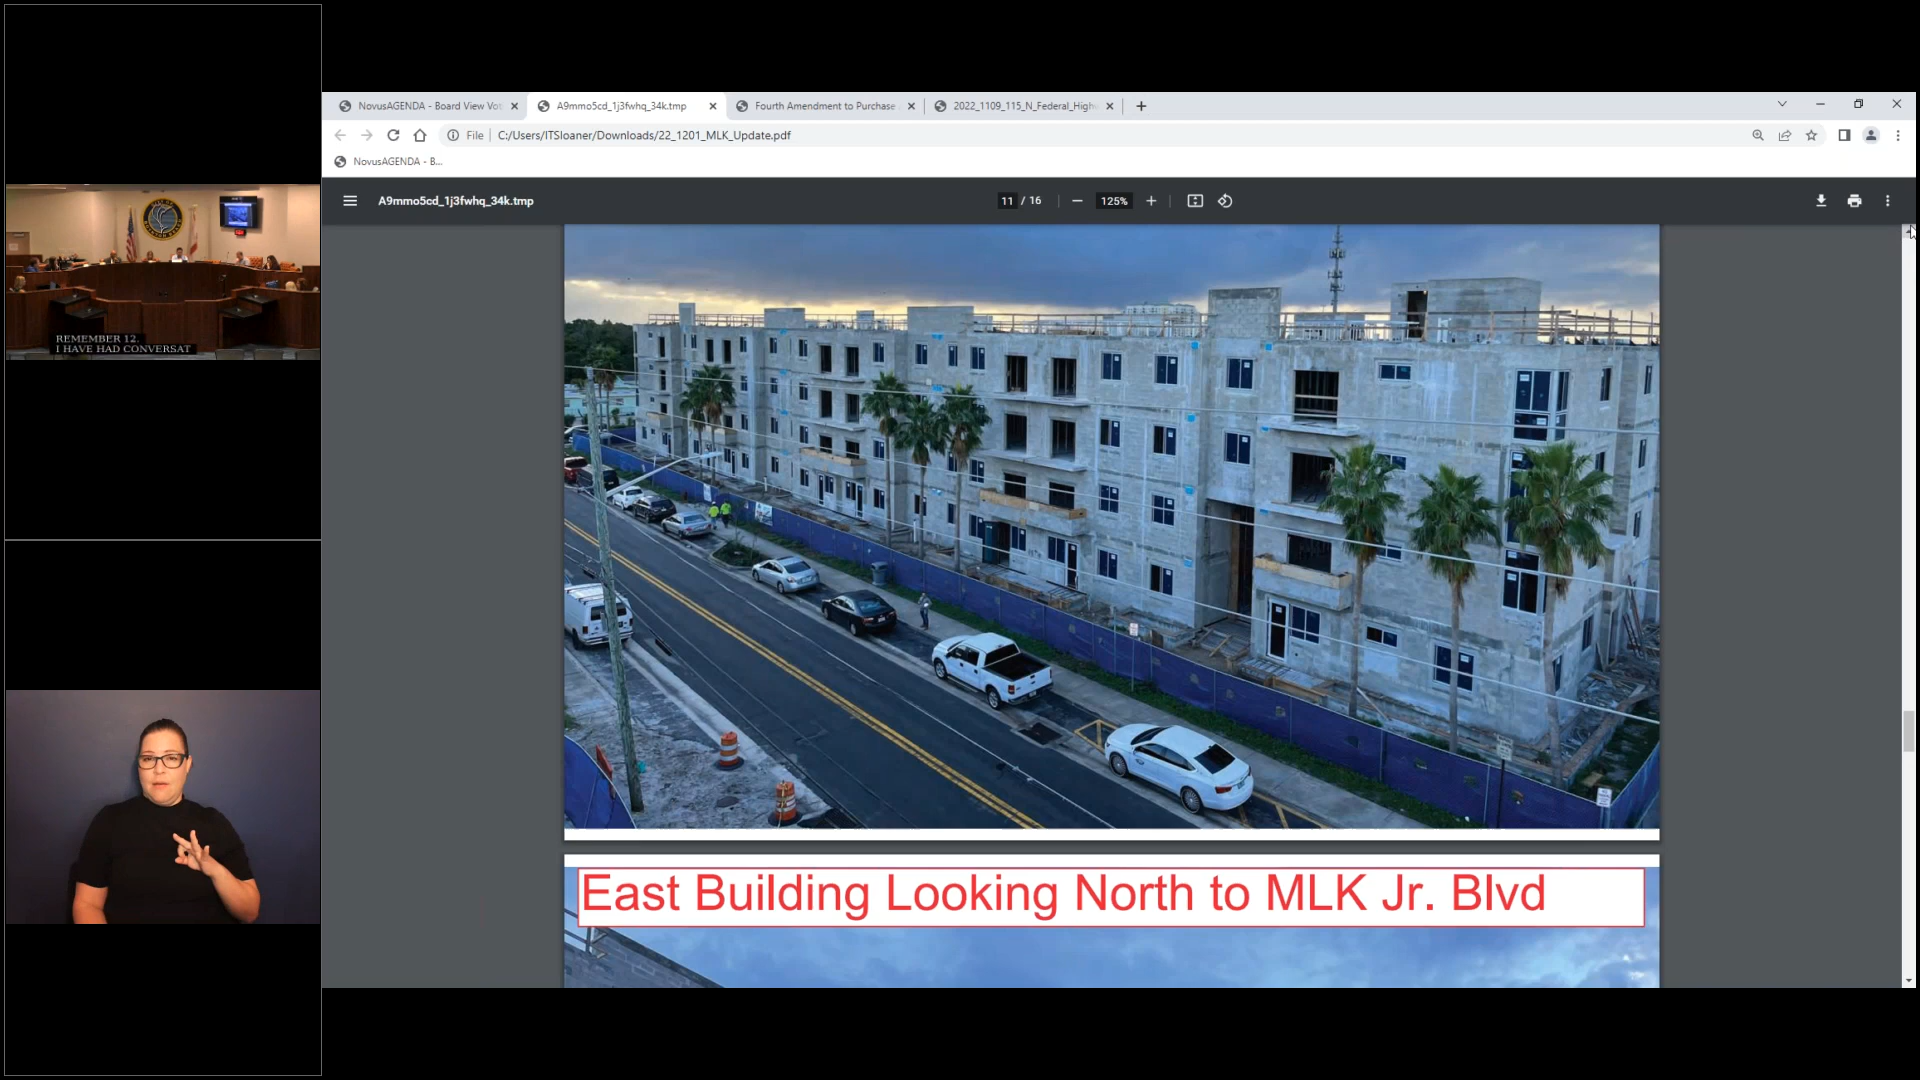 NovusAGENDA - Board View Vot
A9mmo5cd_1j3fwhq_34k.tmp
Fourth Amendment to Purchase
2022_1109_115_N_Federal_High
File
C:/Users/ITSloaner/Downloads/22_1201_MLK_Update.pdf
NovusAGENDA - B...
A9mmo5cd_1j3fwhq_34k.tmp
11 / 16
125%
REMEMBER 12.
I HAVE HAD CONVERSAT
East Building Looking North to MLK Jr. Blvd